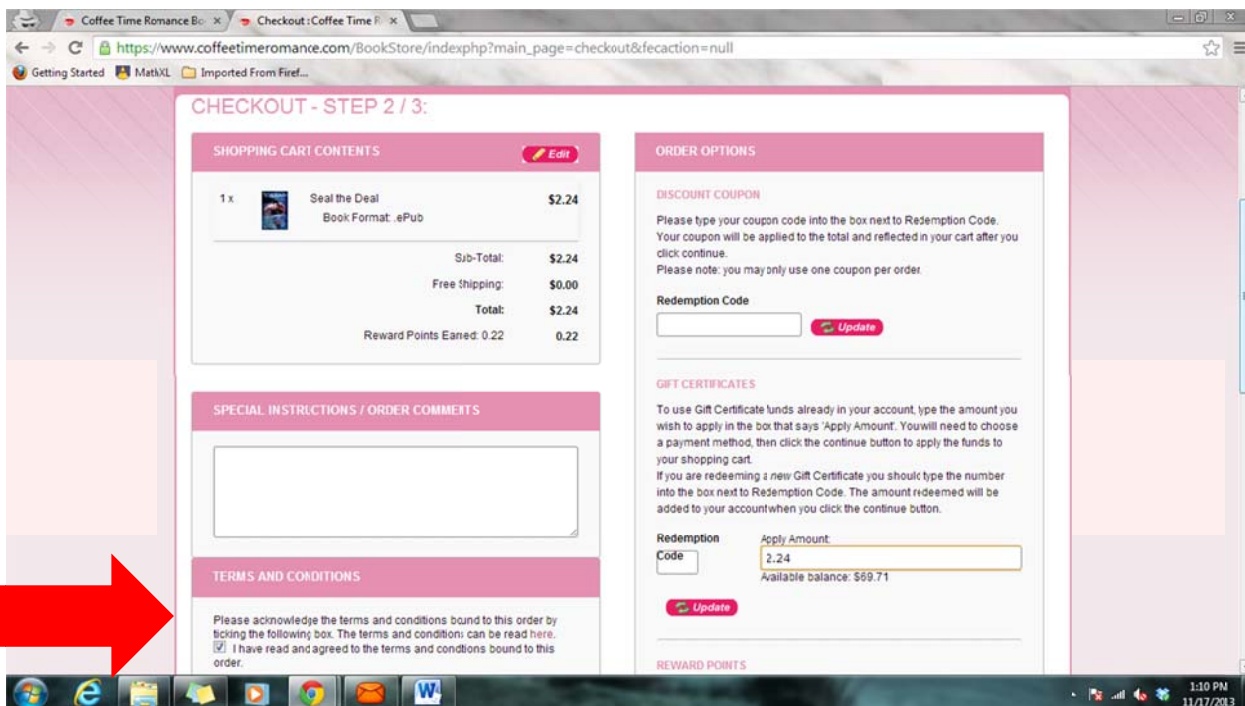 Coffee Time Romance Bo
Checkout : Coffee Time R
https://www.coffeetimeromance.com/BookStore/indexphp?main_page=checkout&fecaction=null
Getting Started MathXL Imported From Firef...
CHECKOUT - STEP 2 / 3:
SHOPPING CART CONTENTS
Edit
1 x Seal the Deal $2.24
Book Format: .ePub
Sub-Total: $2.24
Free Shipping: $0.00
Total: $2.24
Reward Points Earned: 0.22 0.22
SPECIAL INSTRUCTIONS / ORDER COMMENTS
TERMS AND CONDITIONS
Please acknowledge the terms and conditions bound to this order by
ticking the following box. The terms and conditions can be read here.
I have read and agreed to the terms and conditions bound to this
order.
ORDER OPTIONS
DISCOUNT COUPON
Please type your coupon code into the box next to Redemption Code.
Your coupon will be applied to the total and reflected in your cart after you
click continue.
Please note: you may only use one coupon per order.
Redemption Code
Update
GIFT CERTIFICATES
To use Gift Certificate funds already in your account, type the amount you
wish to apply in the box that says 'Apply Amount'. You will need to choose
a payment method, then click the continue button to apply the funds to
your shopping cart.
If you are redeeming a new Gift Certificate you should type the number
into the box next to Redemption Code. The amount redeemed will be
added to your account when you click the continue button.
Redemption
Code
Apply Amount:
2.24
Available balance: $69.71
Update
REWARD POINTS
1:10 PM
11/17/2013